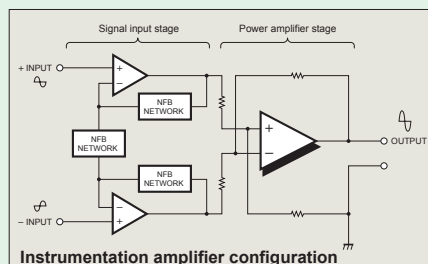 Signal input stage
Power amplifier stage
+ INPUT
+
−
NFB
NETWORK
NFB
NETWORK
NFB
NETWORK
+
−
OUTPUT
−
– INPUT
+
Instrumentation amplifier configuration